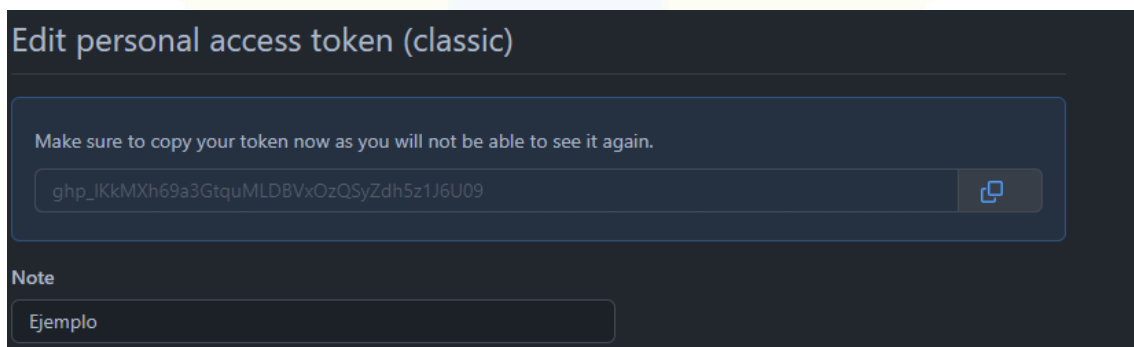 Edit personal access token (classic)
Make sure to copy your token now as you will not be able to see it again.
Note
Ejemplo